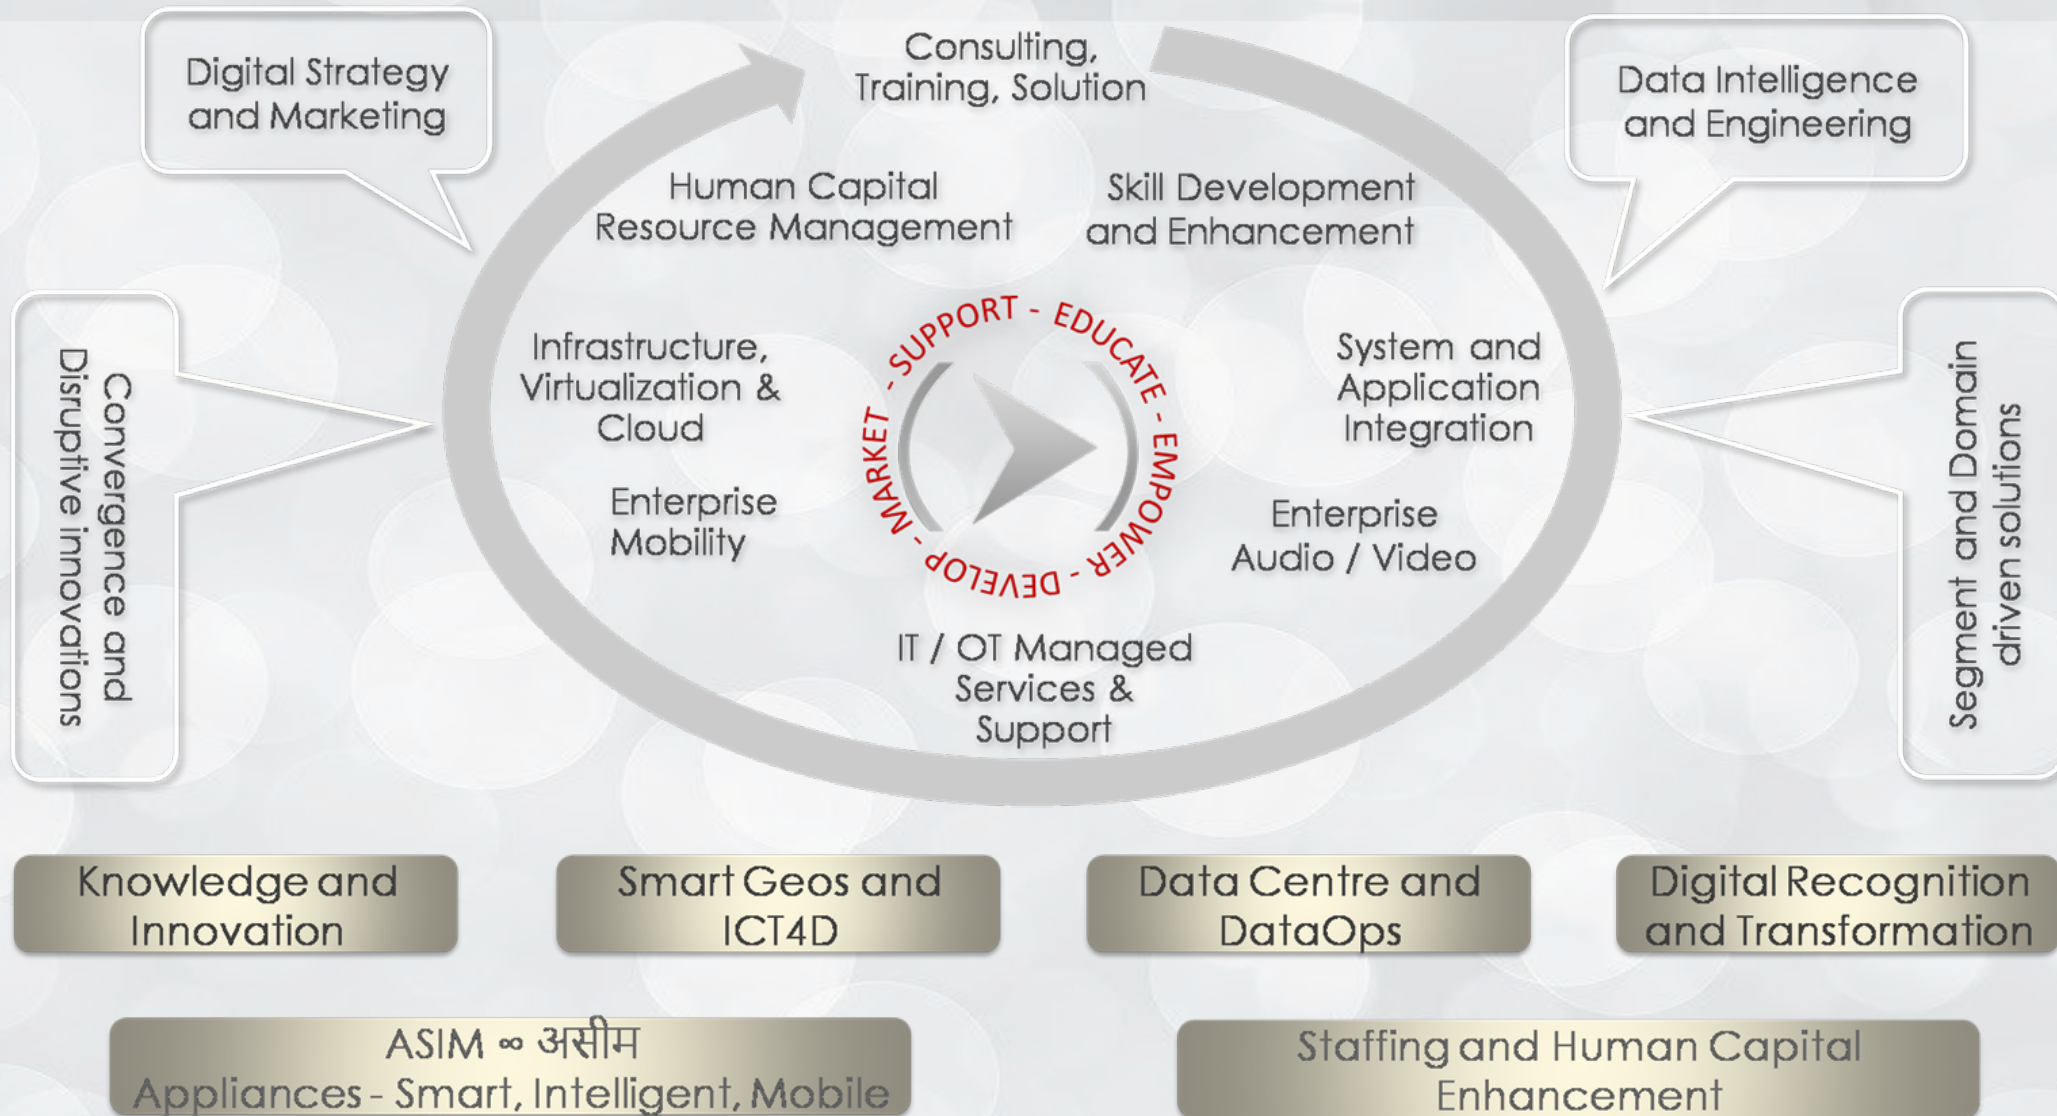 Digital Strategy
and Marketing
Consulting,
Training, Solution
Data Intelligence
and Engineering
Human Capital
Resource Management
Skill Development
and Enhancement
Convergence and
Disruptive innovations
Infrastructure,
Virtualization &
Cloud
Enterprise
Mobility
SUPPORT - EDUCATE - EMPOWER - DEVELOP - MARKET -
System and
Application
Integration
Enterprise
Audio / Video
Segment and Domain
driven solutions
IT / OT Managed
Services &
Support
Knowledge and
Innovation
Smart Geos and
ICT4D
Data Centre and
DataOps
Digital Recognition
and Transformation
ASIM ∞ असीम
Appliances - Smart, Intelligent, Mobile
Staffing and Human Capital
Enhancement